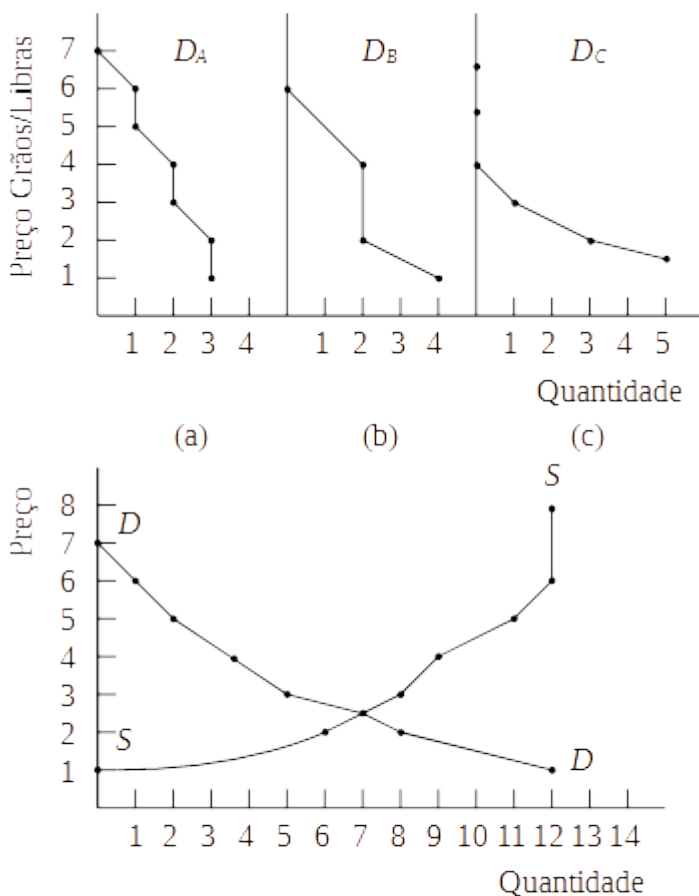 Preço Grãos/Libras
D_A
D_B
D_C
7
6
5
4
3
2
1
1 2 3 4 1 2 3 4 1 2 3 4 5
Quantidade
(a) (b) (c)
Preço
S
8
D
7
6
5
4
3
2
S
1
D
1 2 3 4 5 6 7 8 9 10 11 12 13 14
Quantidade